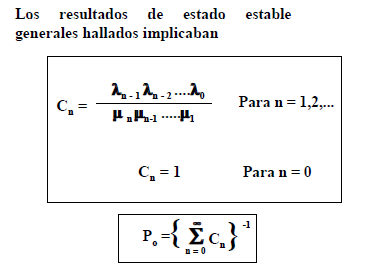 Los resultados de estado estable
generales hallados implicaban
Cₙ = λₙ₋₁ λₙ₋₂ .... λ₀ / μₙ μₙ₋₁ ..... μ₁ Para n = 1,2,...
Cₙ = 1 Para n = 0
Pₒ = { ∑ₙ₌₀^∞ Cₙ }⁻¹